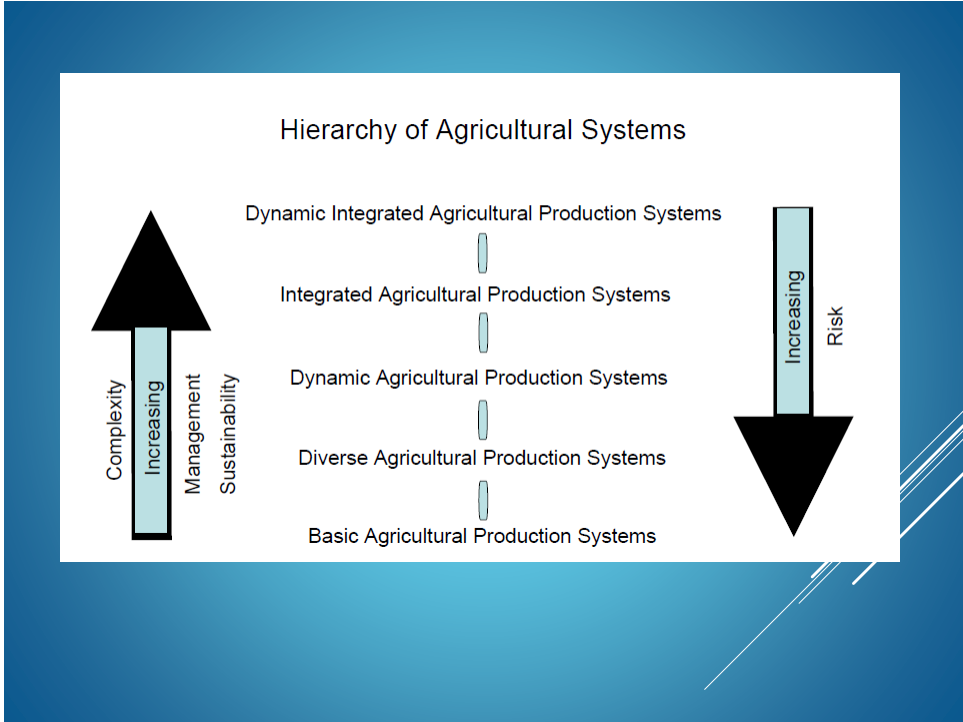 Hierarchy of Agricultural Systems
Dynamic Integrated Agricultural Production Systems
Integrated Agricultural Production Systems
Dynamic Agricultural Production Systems
Diverse Agricultural Production Systems
Basic Agricultural Production Systems
Complexity
Increasing
Management
Sustainability
Increasing
Risk